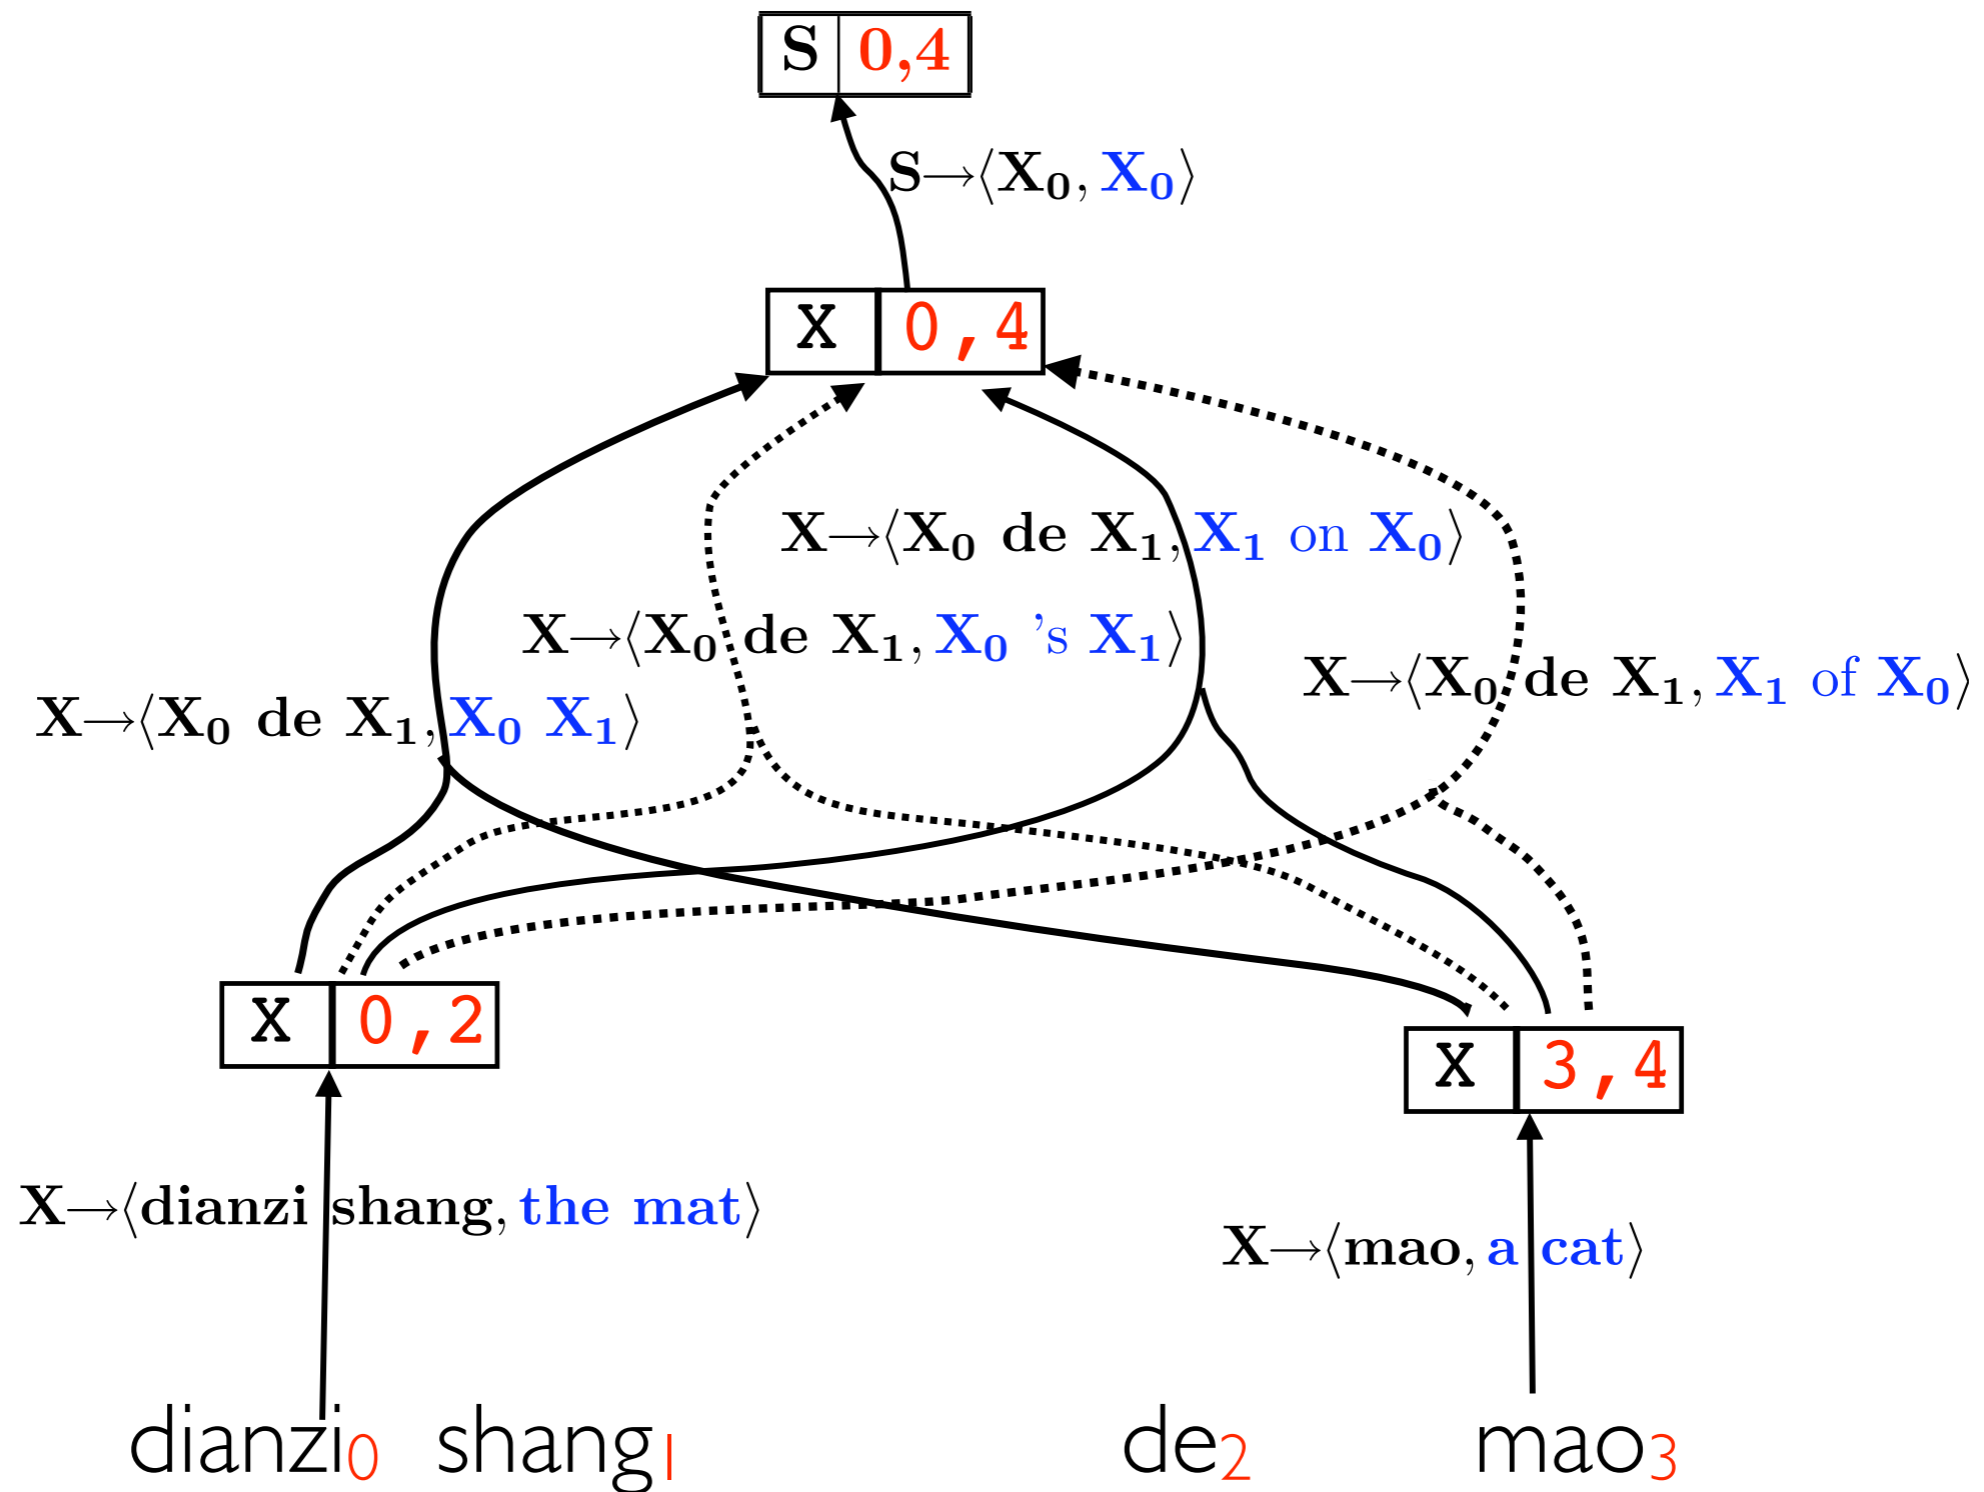 S 0,4
S→⟨X₀, X₀⟩
X 0,4
X→⟨X₀ de X₁, X₁ on X₀⟩
X→⟨X₀ de X₁, X₀ 's X₁⟩
X→⟨X₀ de X₁, X₁ of X₀⟩
X→⟨X₀ de X₁, X₀ X₁⟩
X 0,2
X 3,4
X→⟨dianzi shang, the mat⟩
X→⟨mao, a cat⟩
dianzi₀ shang₁ de₂ mao₃